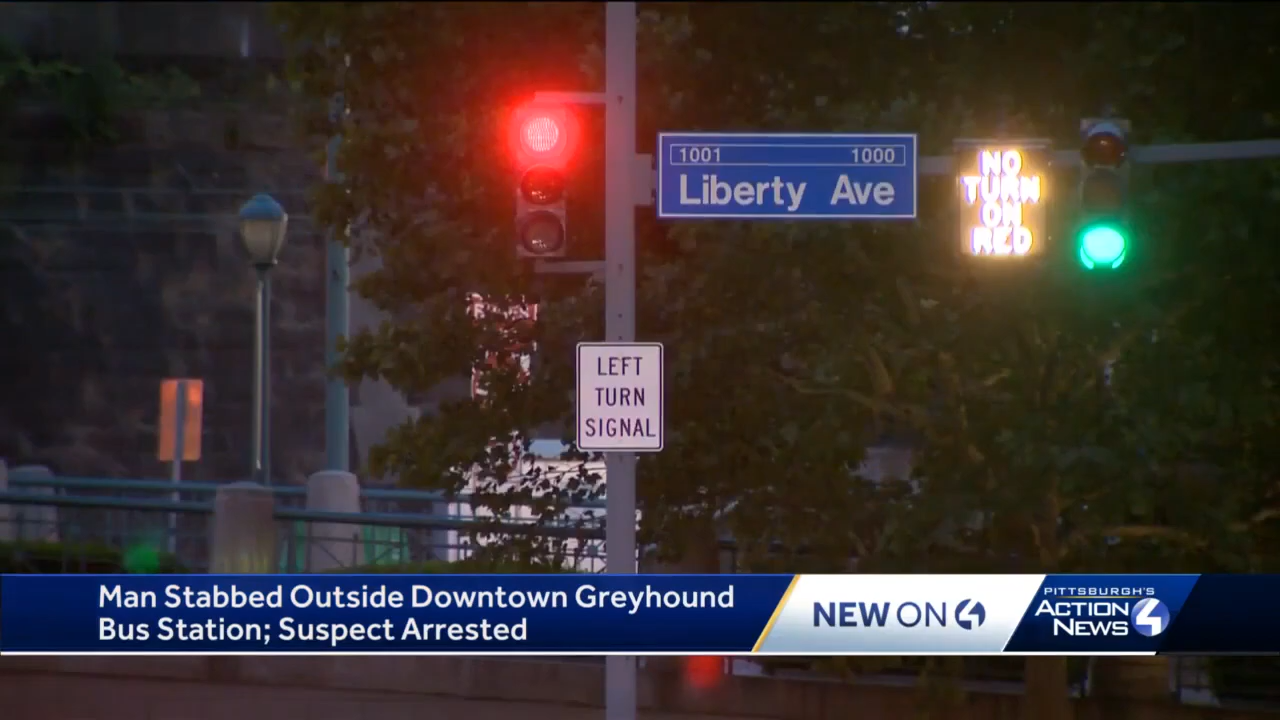 1001 1000
Liberty Ave
NO
TURN
ON
RED
LEFT
TURN
SIGNAL
Man Stabbed Outside Downtown Greyhound
Bus Station; Suspect Arrested
NEW ON 4
PITTSBURGH'S
ACTION
NEWS 4